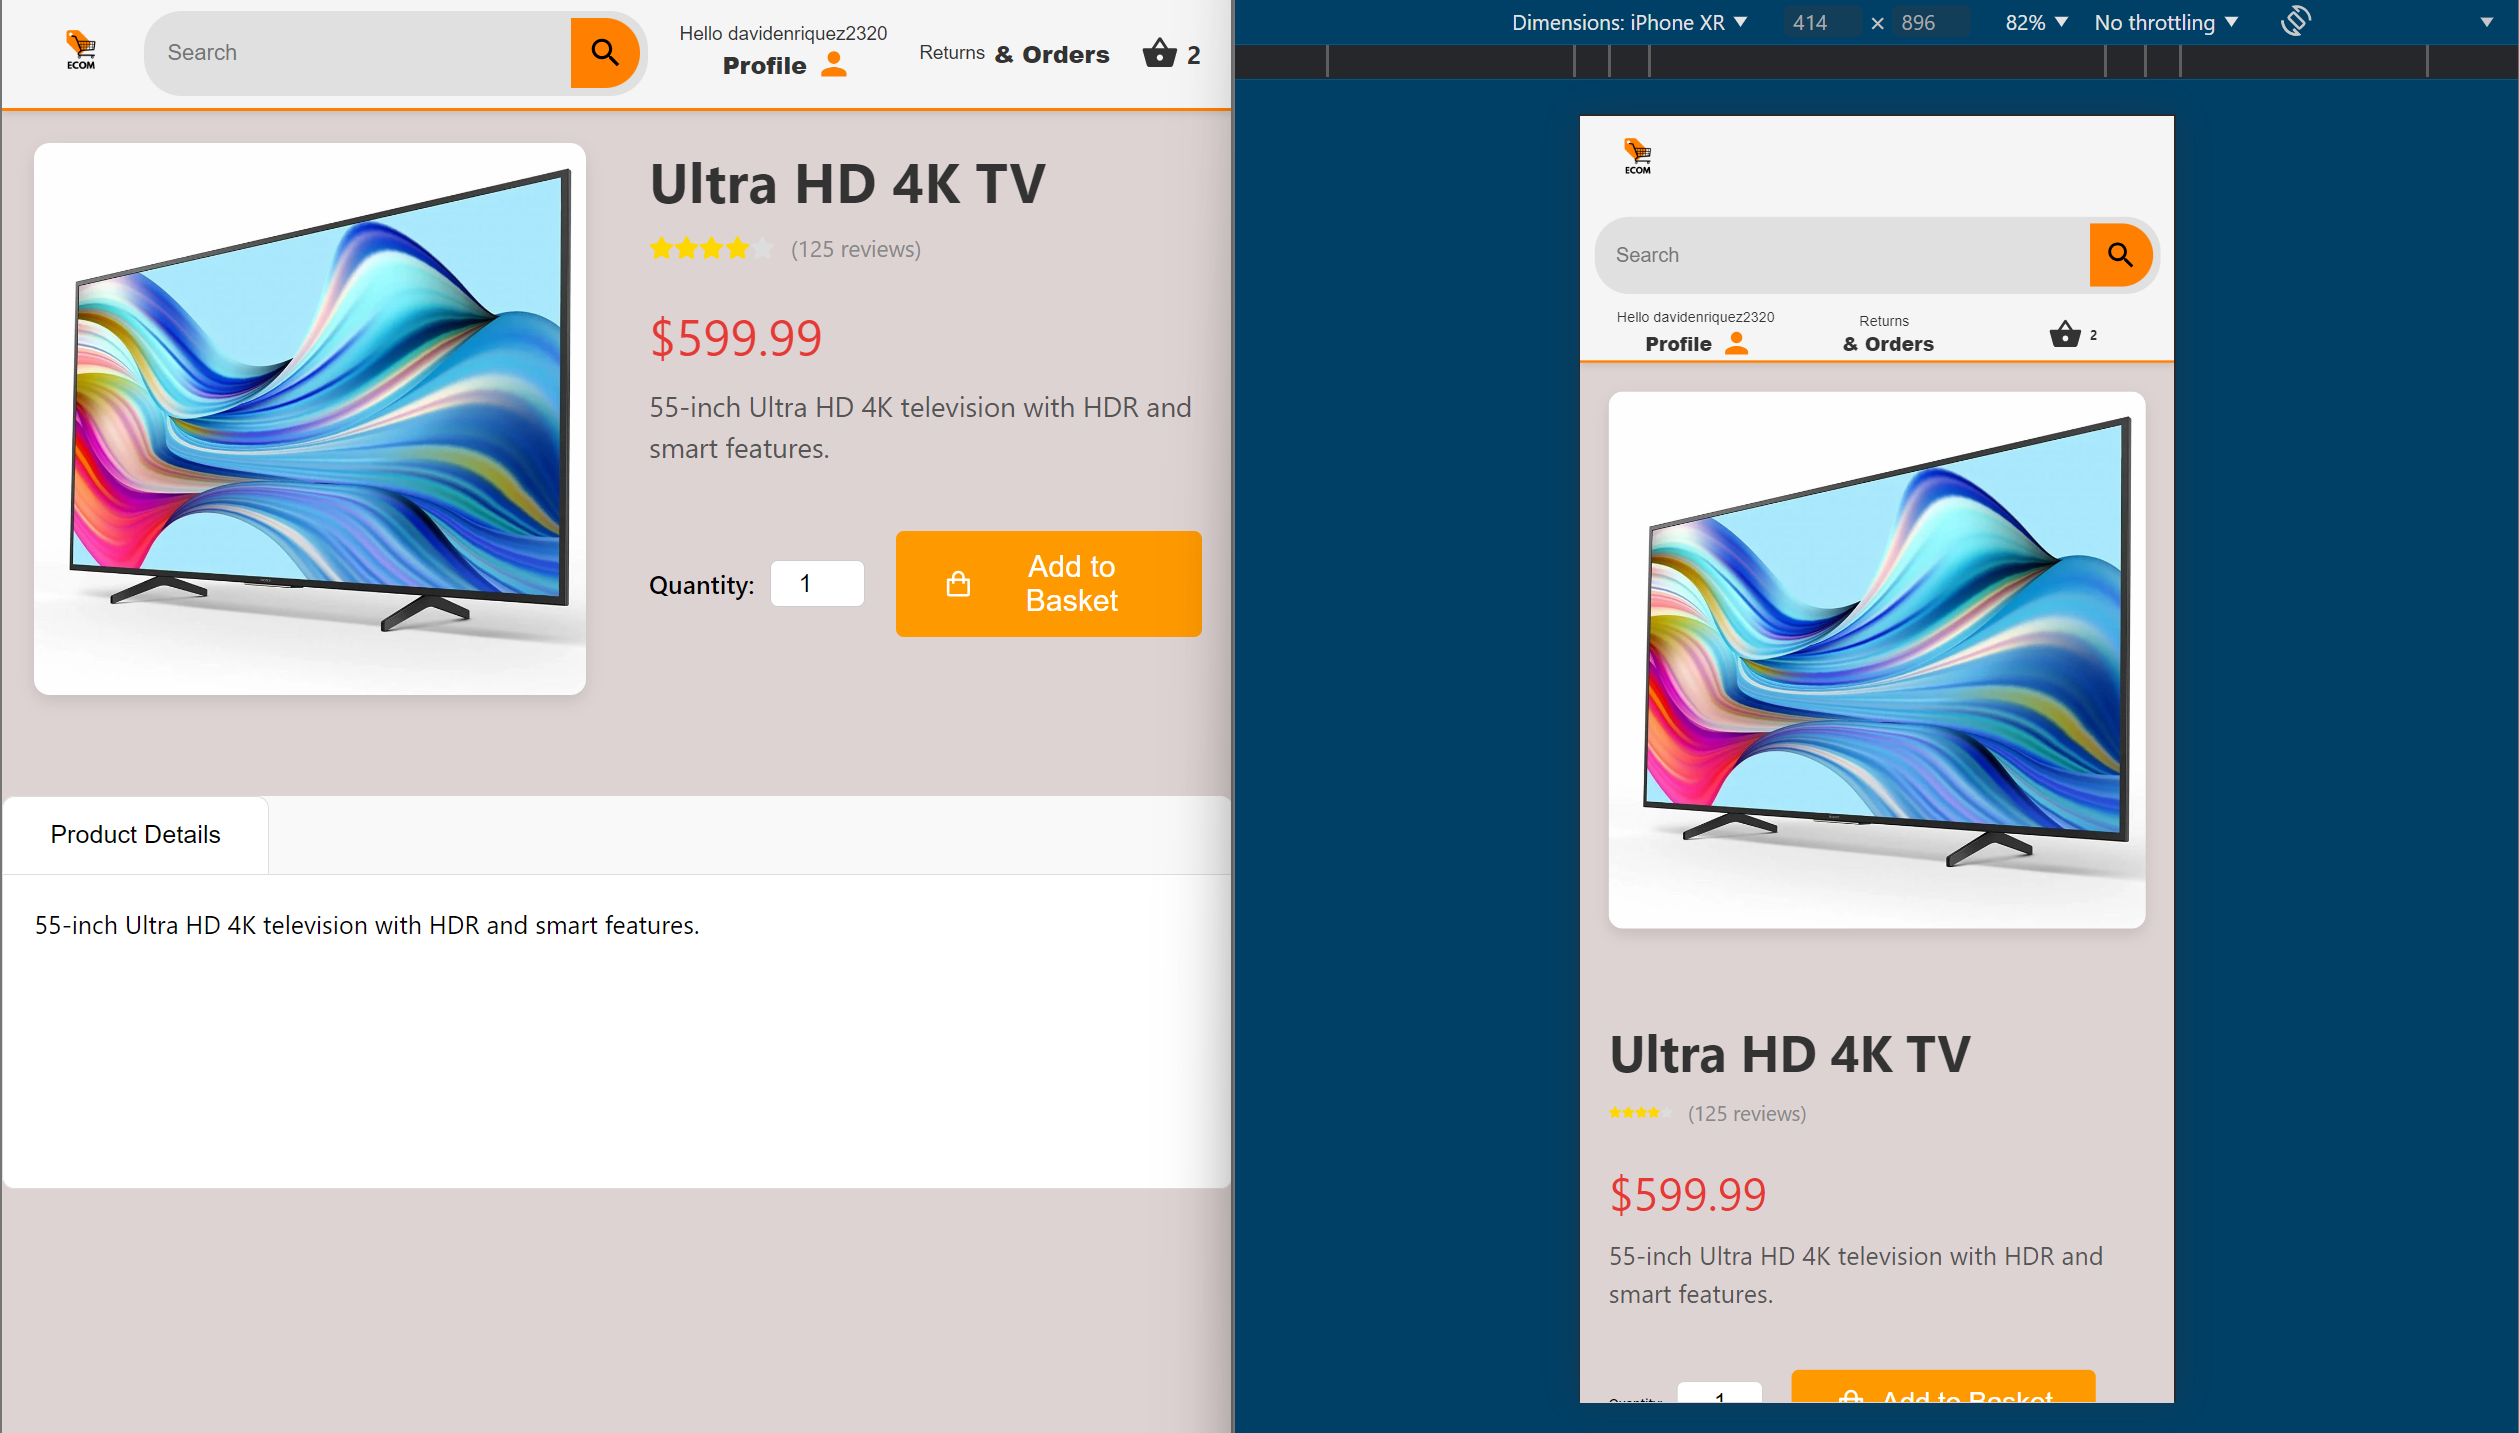 ECOM
Search
Hello davidenriquez2320
Profile
Returns & Orders
2
Ultra HD 4K TV
(125 reviews)
$599.99
55-inch Ultra HD 4K television with HDR and
smart features.
Quantity:
1
Add to
Basket
Product Details
55-inch Ultra HD 4K television with HDR and smart features.
Dimensions: iPhone XR
414 × 896
82%
No throttling
ECOM
Search
Hello davidenriquez2320
Profile
Returns
& Orders
2
Ultra HD 4K TV
(125 reviews)
$599.99
55-inch Ultra HD 4K television with HDR and
smart features.
Quantity:
1
Add to Basket